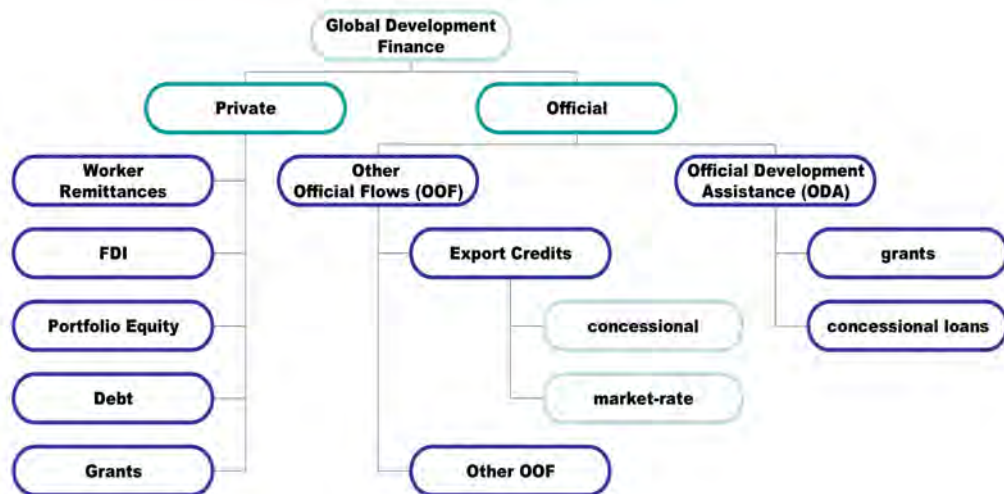 Global Development
Finance
Private
Official
Worker
Remittances
Other
Official Flows (OOF)
Official Development
Assistance (ODA)
FDI
Export Credits
grants
Portfolio Equity
concessional
concessional loans
Debt
market-rate
Grants
Other OOF